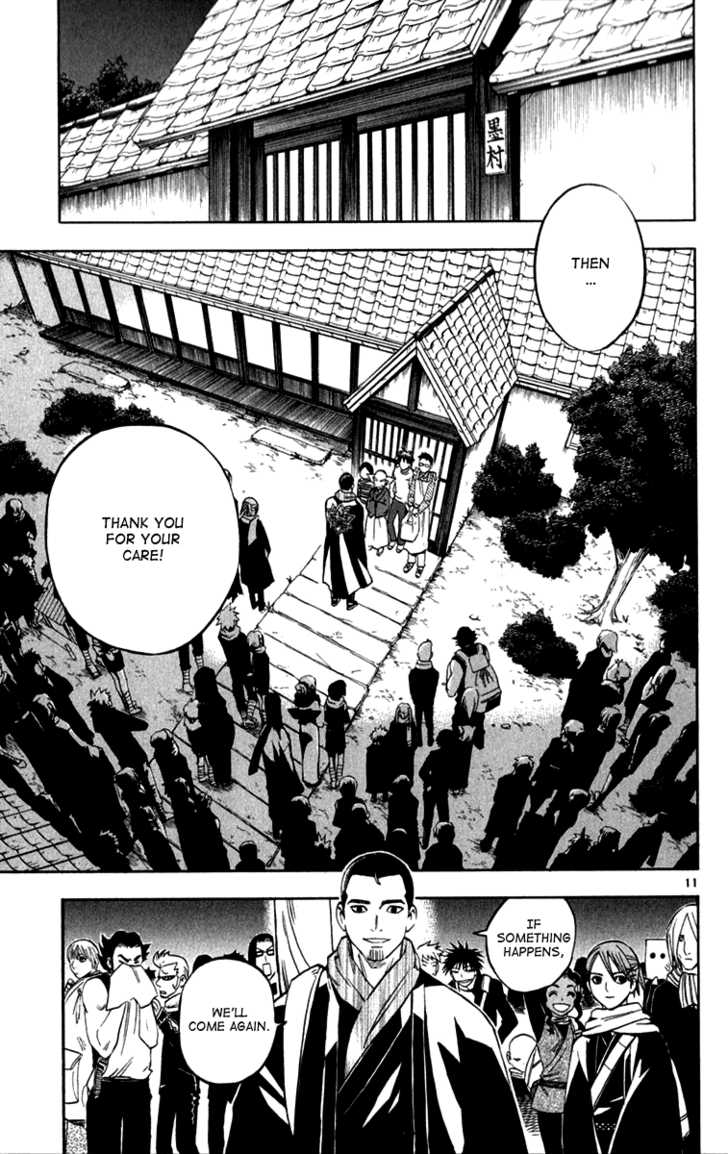 墨村
THEN
...
THANK YOU
FOR YOUR
CARE!
11
IF
SOMETHING
HAPPENS,
WE'LL
COME AGAIN.